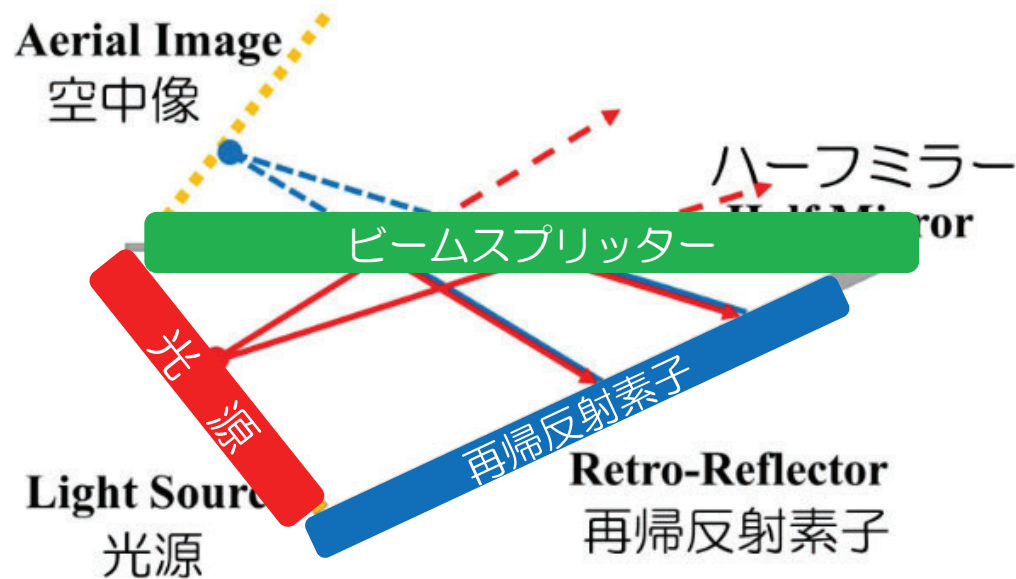 Aerial Image
空中像
ハーフミラー
ror
ビームスプリッター
光 源
再帰反射素子
Light Sour
光源
Retro-Reflector
再帰反射素子